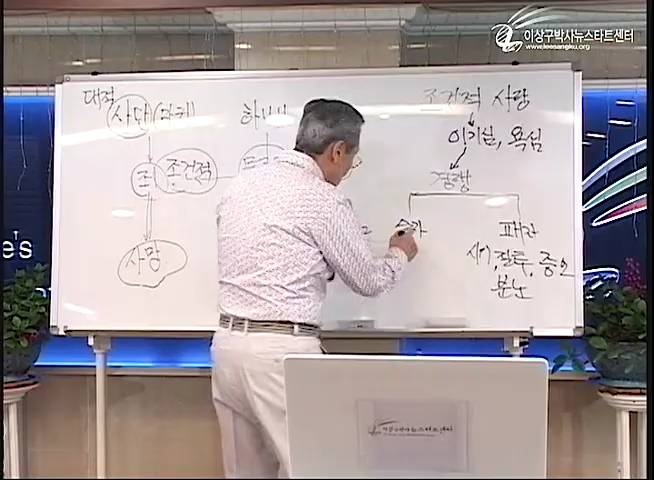 이상구박사뉴스타트센터
www.leesangku.org
대적
사단 (마귀)
하나님
조건적 사랑
이기심, 욕심
죄
조건적
경쟁
승자
패자
시기, 질투, 증오
분노
사망
's